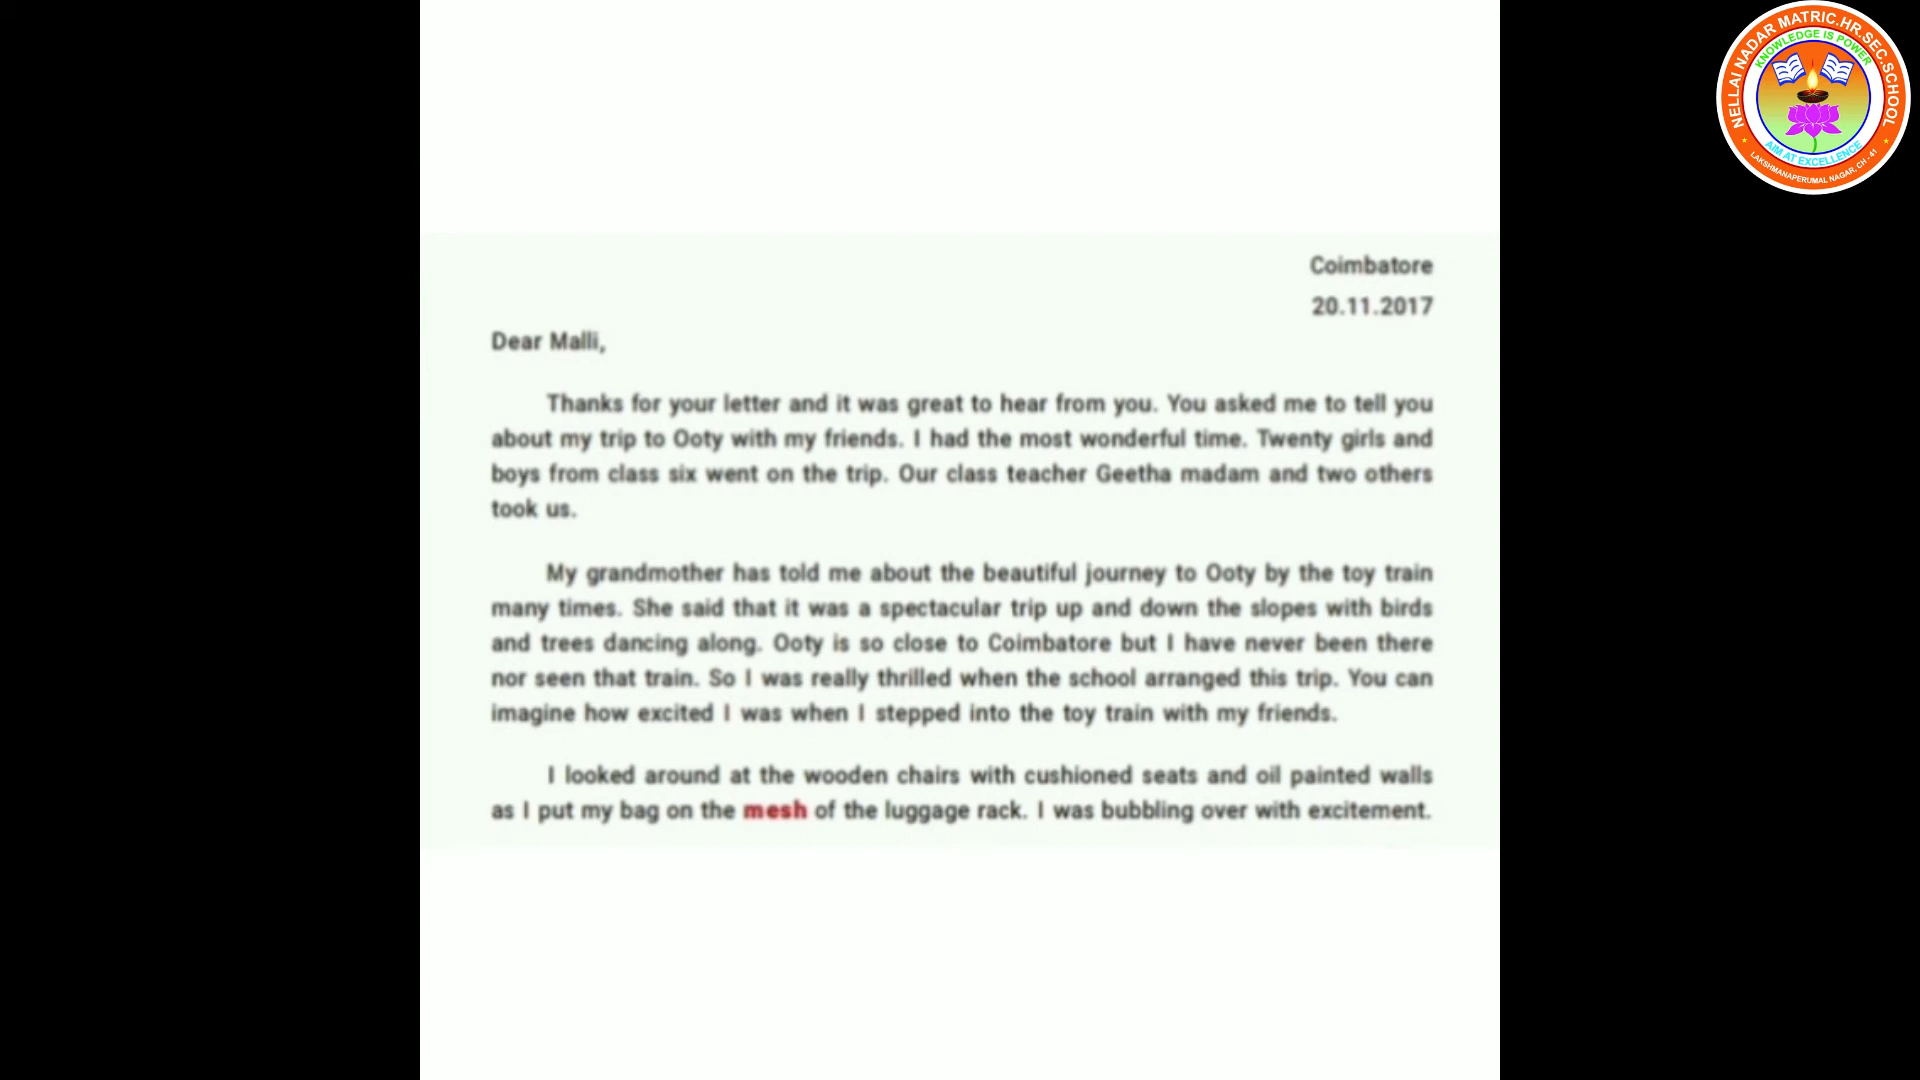 NELLAI NADAR MATRIC.HR.SEC.SCHOOL
KNOWLEDGE IS POWER
AIM AT EXCELLENCE
LAKSHMANAPERUMAL NAGAR, CH - 41
Coimbatore
20.11.2017
Dear Malli,
Thanks for your letter and it was great to hear from you. You asked me to tell you
about my trip to Ooty with my friends. I had the most wonderful time. Twenty girls and
boys from class six went on the trip. Our class teacher Geetha madam and two others
took us.
My grandmother has told me about the beautiful journey to Ooty by the toy train
many times. She said that it was a spectacular trip up and down the slopes with birds
and trees dancing along. Ooty is so close to Coimbatore but I have never been there
nor seen that train. So I was really thrilled when the school arranged this trip. You can
imagine how excited I was when I stepped into the toy train with my friends.
I looked around at the wooden chairs with cushioned seats and oil painted walls
as I put my bag on the mesh of the luggage rack. I was bubbling over with excitement.